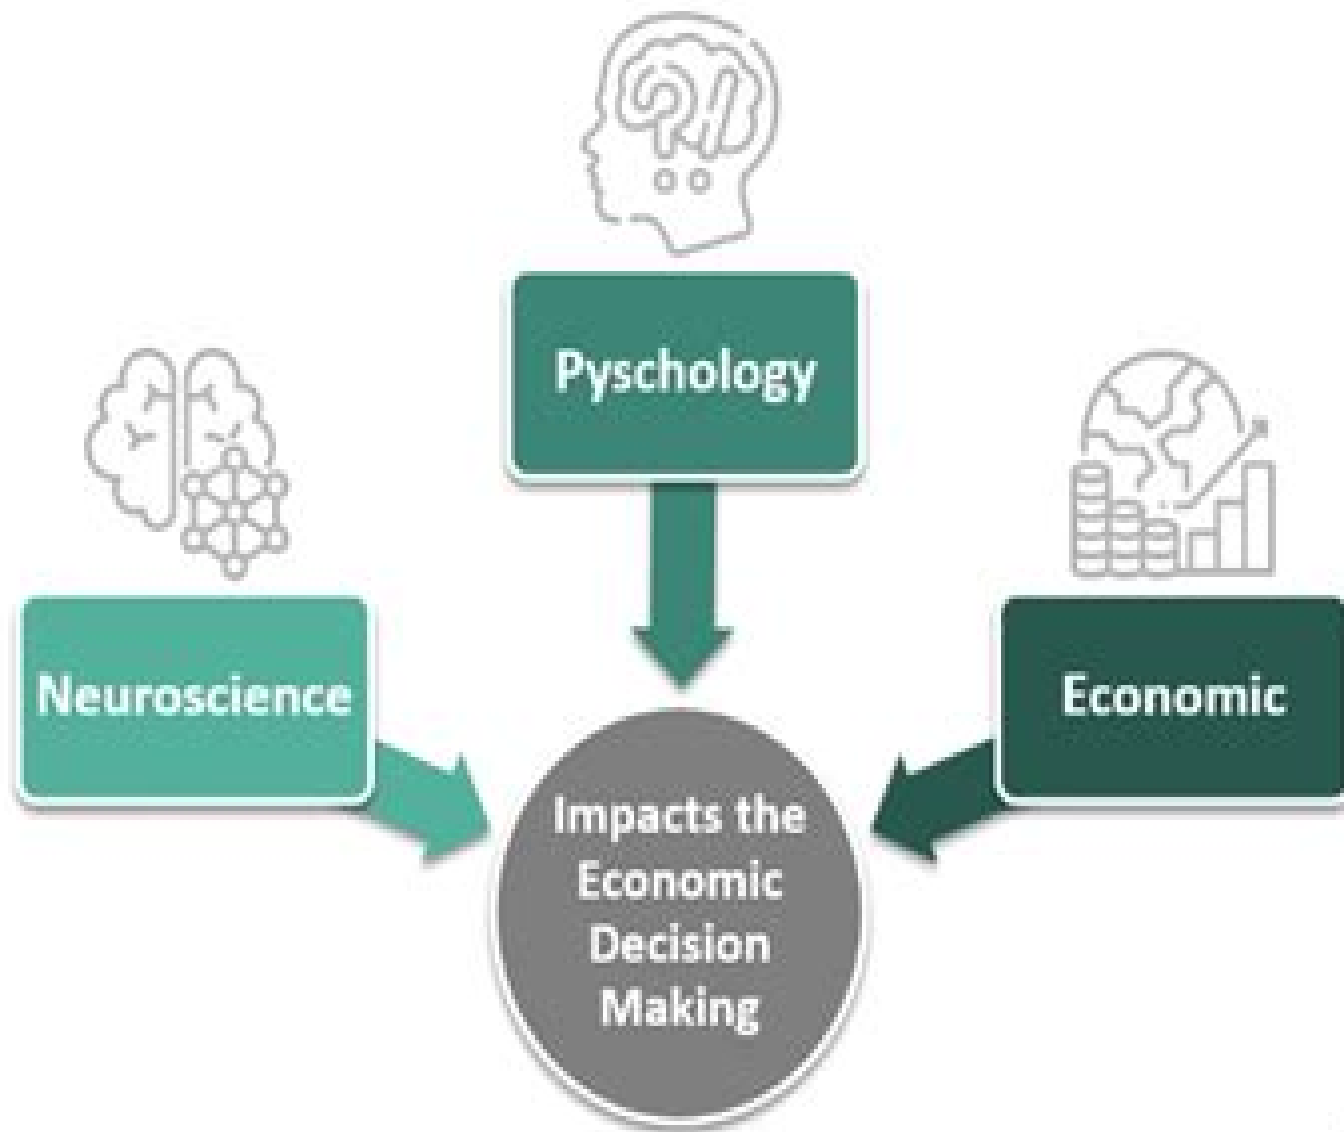 Pyschology
Neuroscience
Economic
Impacts the
Economic
Decision
Making